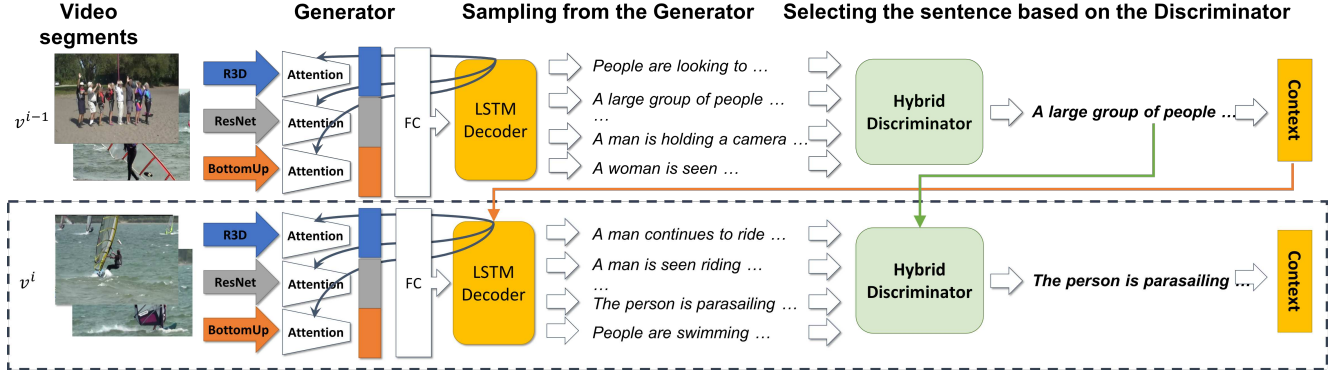 Video segments
Generator
Sampling from the Generator
Selecting the sentence based on the Discriminator
v^{i-1}
R3D
ResNet
BottomUp
Attention
Attention
Attention
FC
LSTM
Decoder
People are looking to …
A large group of people …
…
A man is holding a camera …
A woman is seen …
Hybrid
Discriminator
A large group of people …
Context
v^{i}
R3D
ResNet
BottomUp
Attention
Attention
Attention
FC
LSTM
Decoder
A man continues to ride …
A man is seen riding …
…
The person is parasailing …
People are swimming …
Hybrid
Discriminator
The person is parasailing …
Context